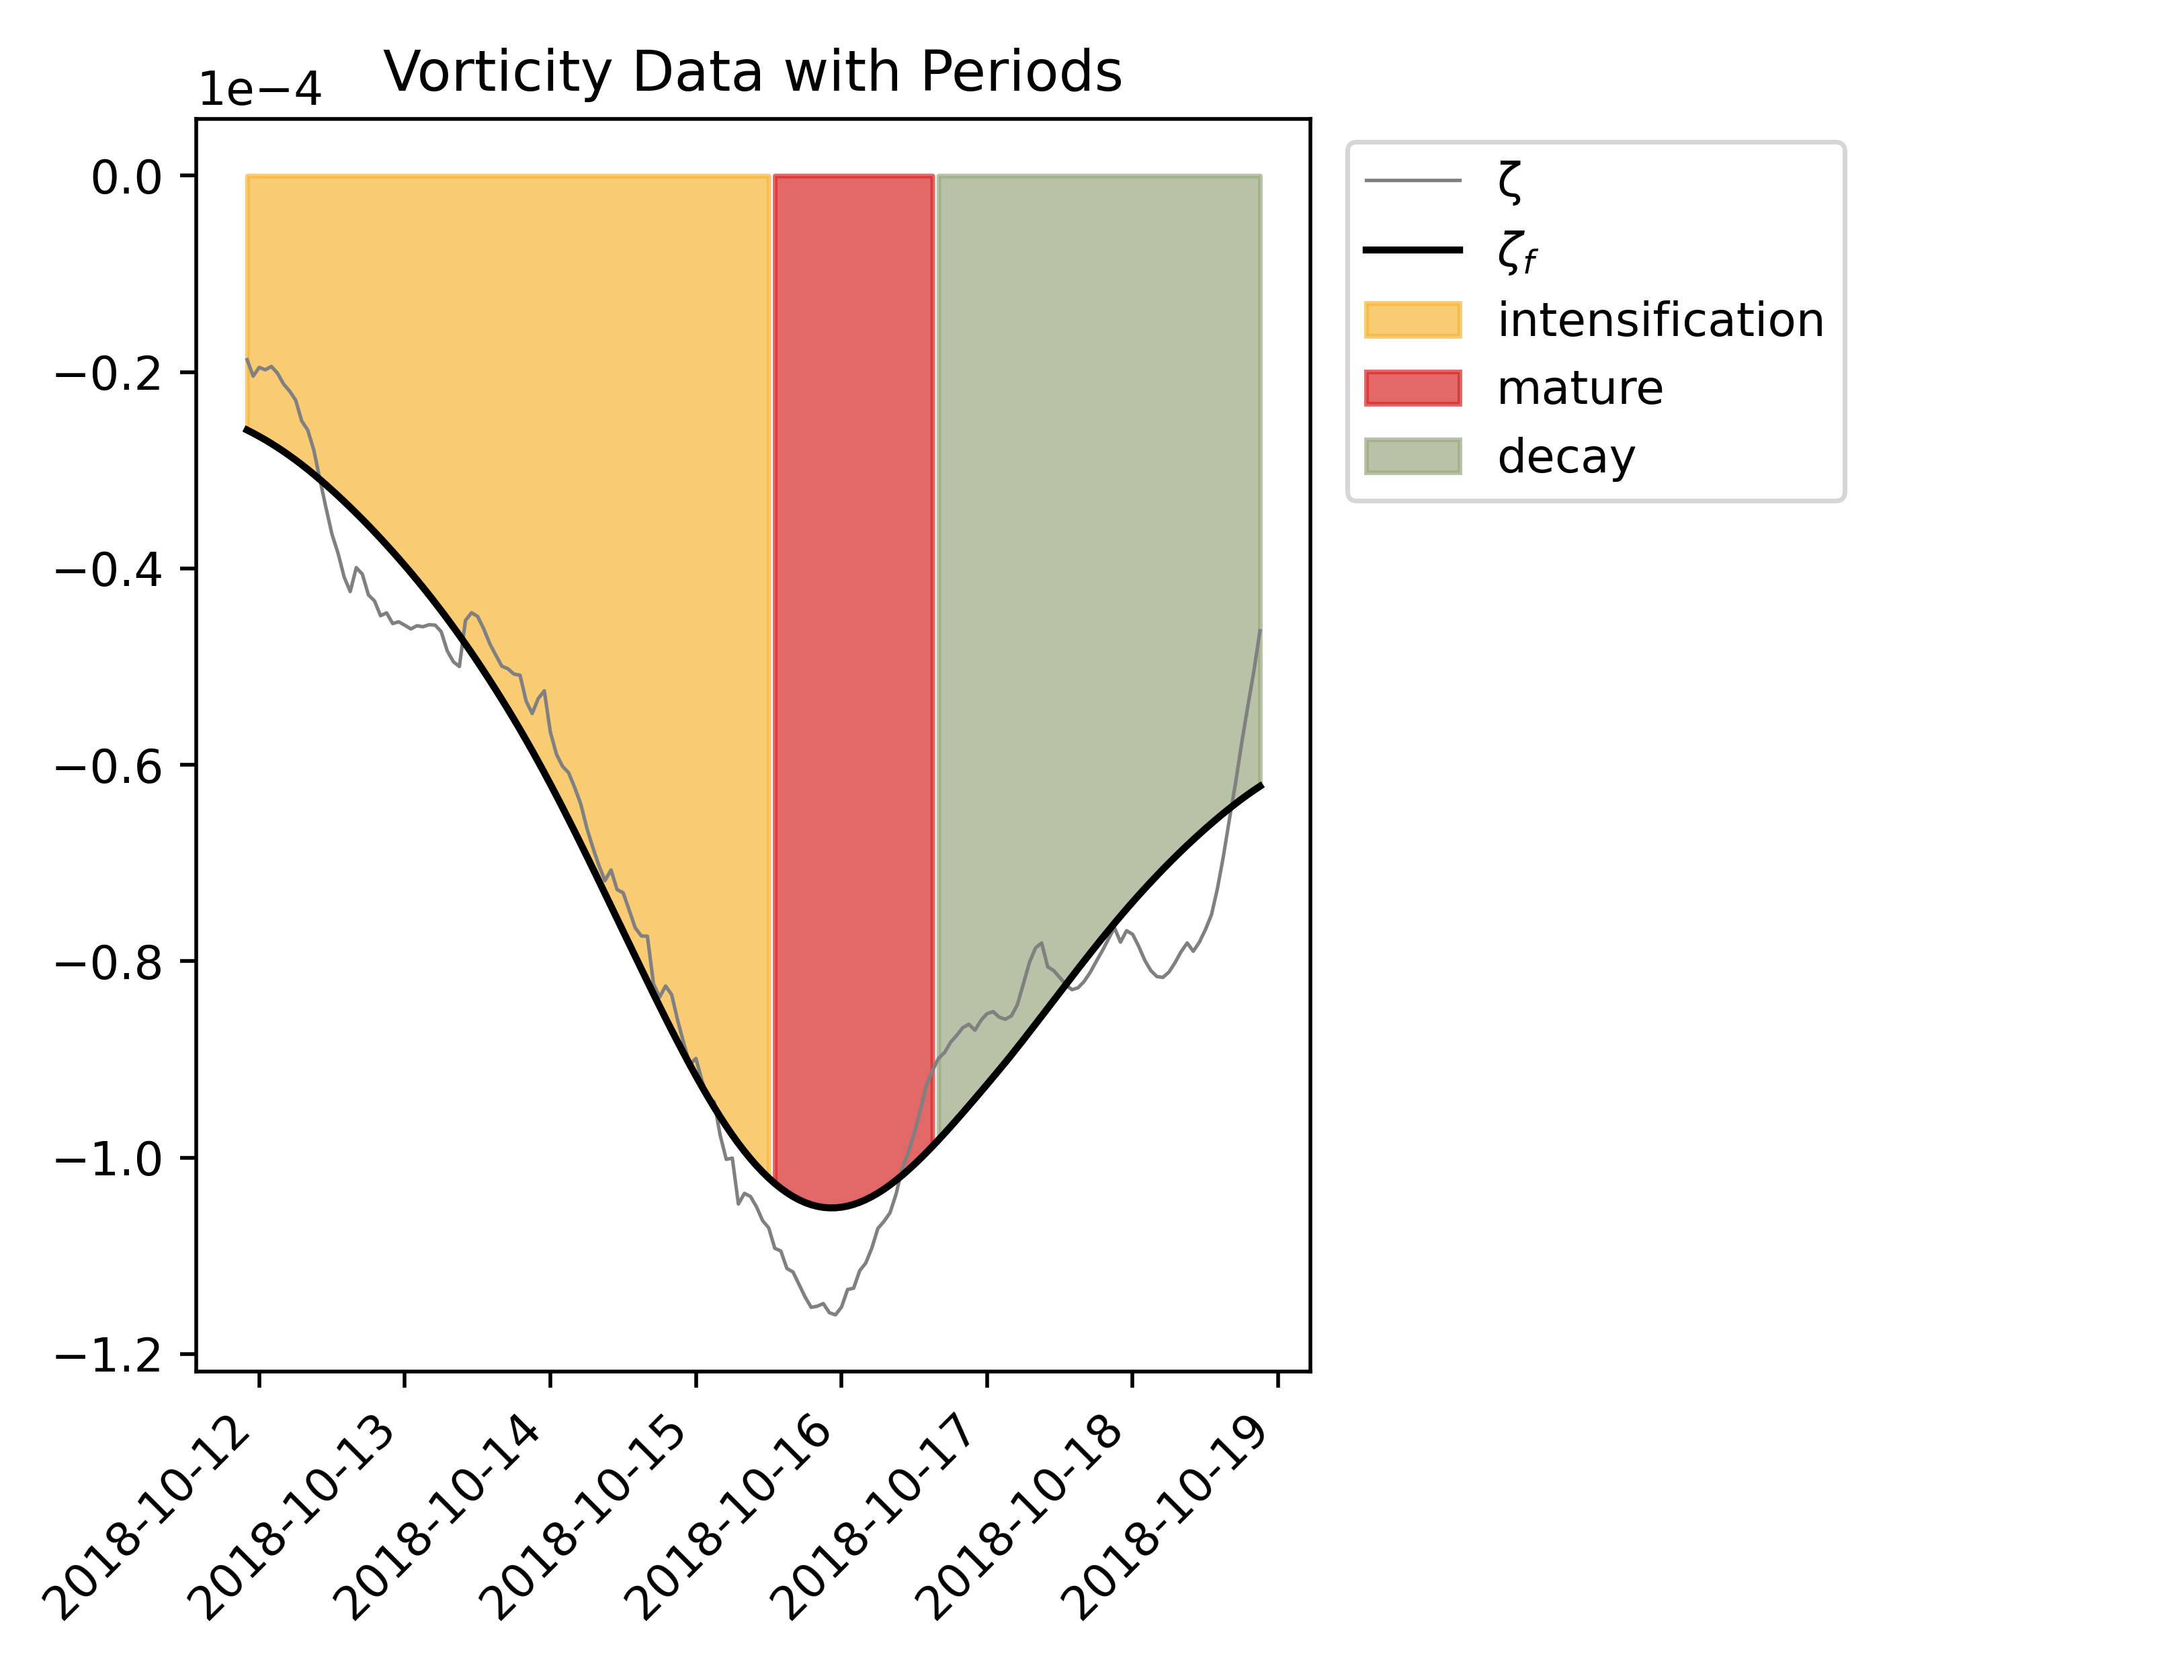 Vorticity Data with Periods
1e−4
0.0
−0.2
−0.4
−0.6
−0.8
−1.0
−1.2
2018-10-12
2018-10-13
2018-10-14
2018-10-15
2018-10-16
2018-10-17
2018-10-18
2018-10-19
ζ
ζf
intensification
mature
decay